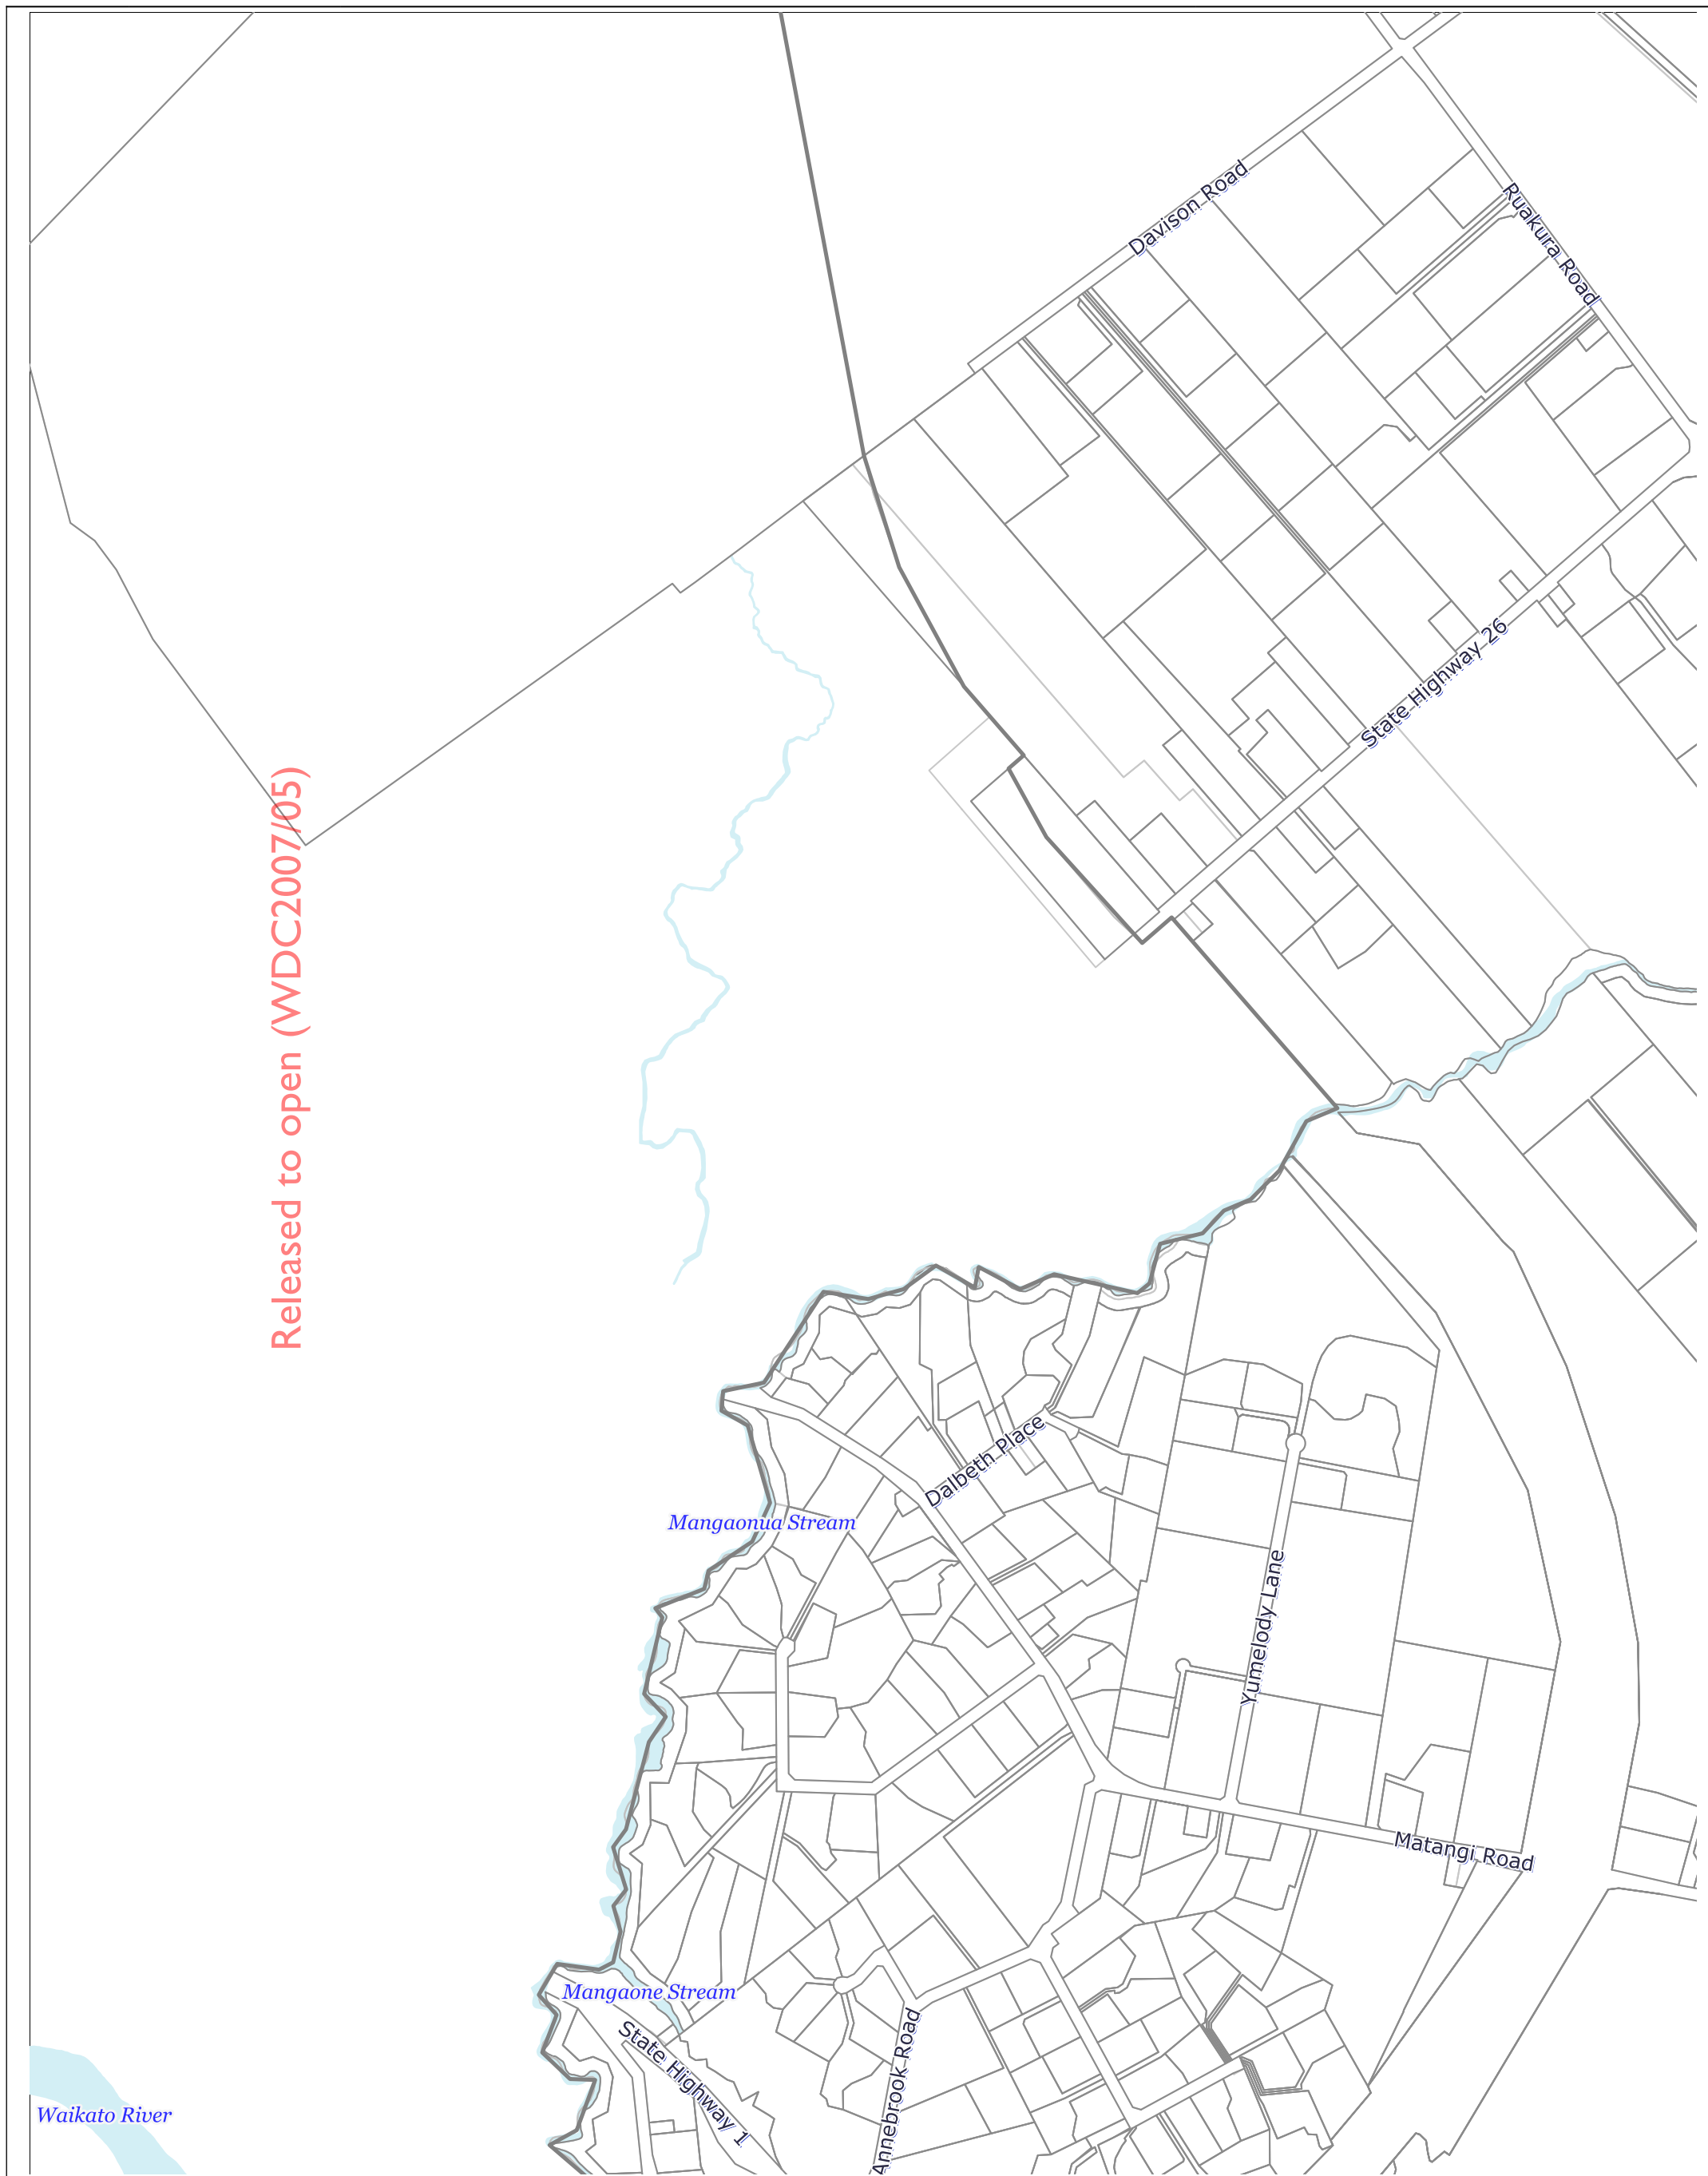 Davison Road
Ruakura Road
State Highway 26
Released to open (WDC2007/05)
Dalbeth Place
Mangaonua Stream
Yumelody Lane
Matangi Road
Mangaone Stream
State Highway 1
Annebrook Road
Waikato River